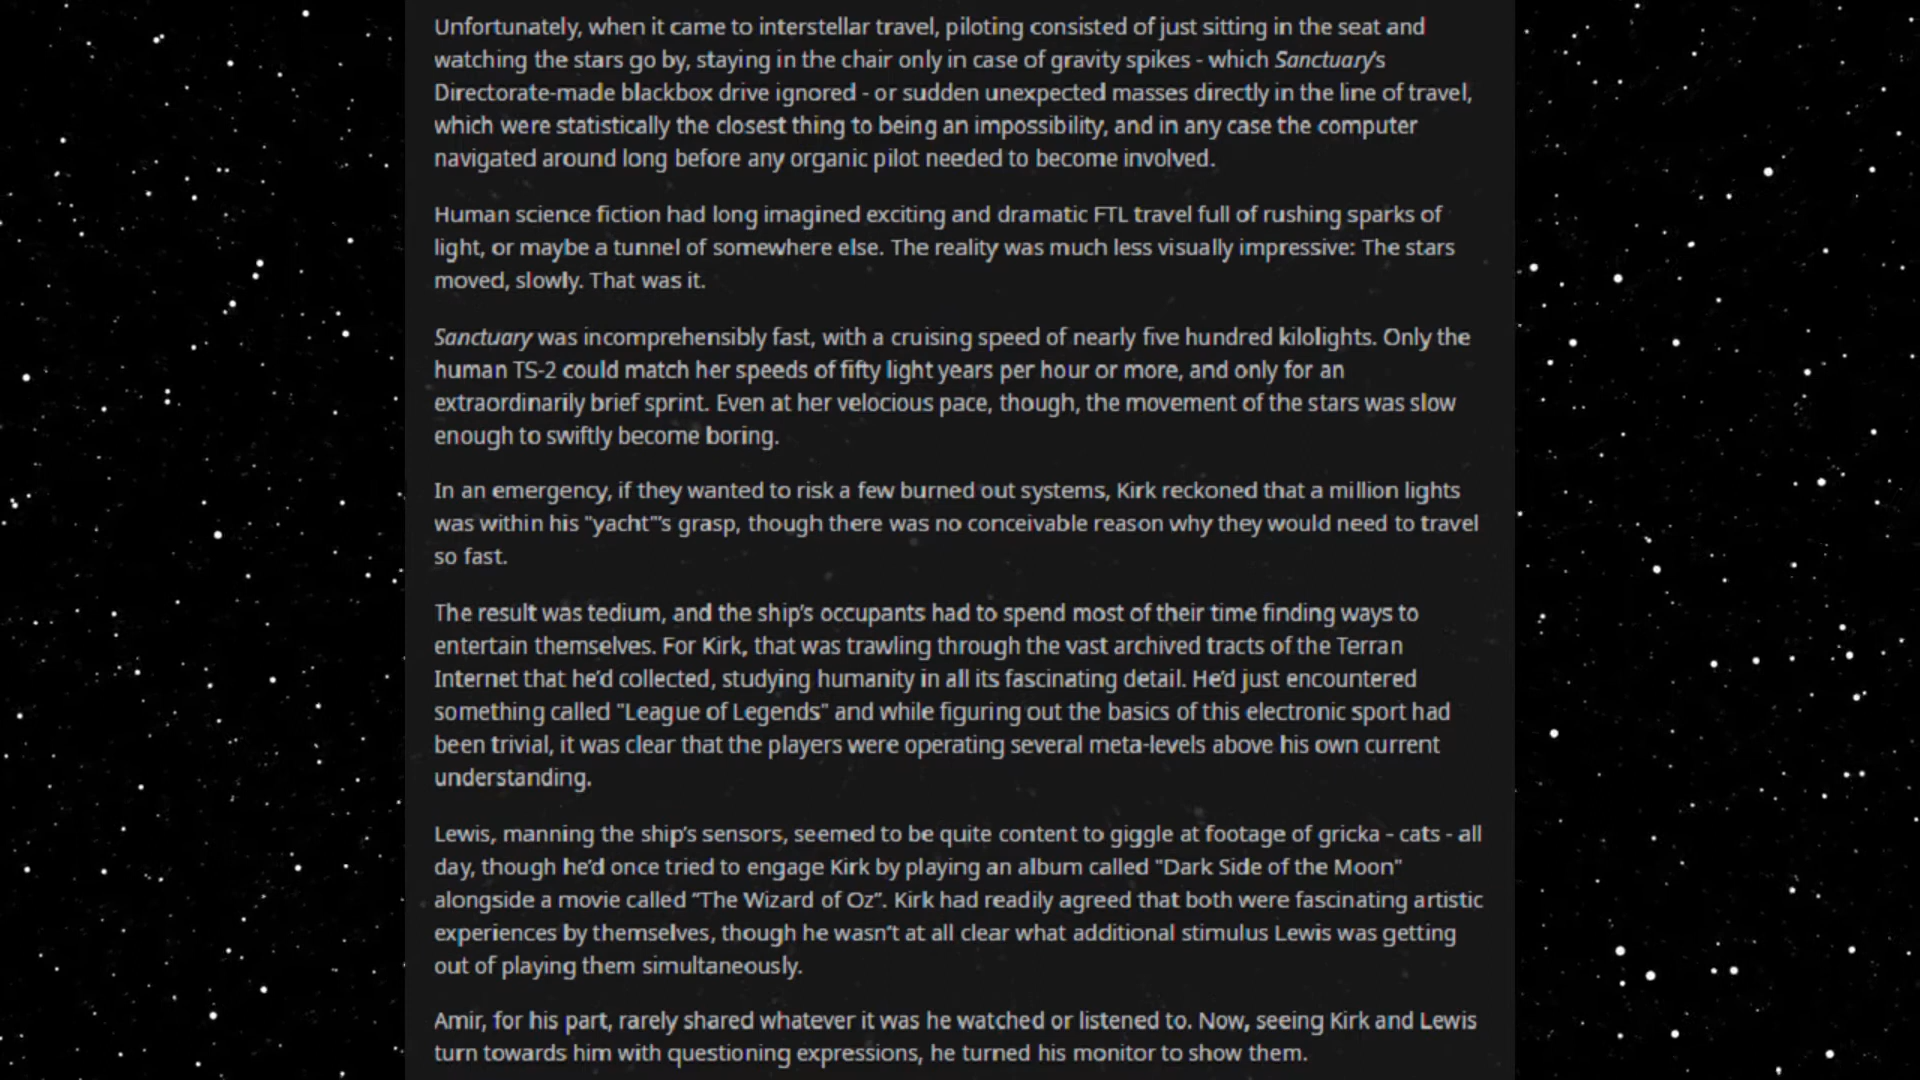 Unfortunately, when it came to interstellar travel, piloting consisted of just sitting in the seat and
watching the stars go by, staying in the chair only in case of gravity spikes - which Sanctuary's
Directorate-made blackbox drive ignored - or sudden unexpected masses directly in the line of travel,
which were statistically the closest thing to being an impossibility, and in any case the computer
navigated around long before any organic pilot needed to become involved.
Human science fiction had long imagined exciting and dramatic FTL travel full of rushing sparks of
light, or maybe a tunnel of somewhere else. The reality was much less visually impressive: The stars
moved, slowly. That was it.
Sanctuary was incomprehensibly fast, with a cruising speed of nearly five hundred kilolights. Only the
human TS-2 could match her speeds of fifty light years per hour or more, and only for an
extraordinarily brief sprint. Even at her velocious pace, though, the movement of the stars was slow
enough to swiftly become boring.
In an emergency, if they wanted to risk a few burned out systems, Kirk reckoned that a million lights
was within his "yacht"'s grasp, though there was no conceivable reason why they would need to travel
so fast.
The result was tedium, and the ship's occupants had to spend most of their time finding ways to
entertain themselves. For Kirk, that was trawling through the vast archived tracts of the Terran
Internet that he'd collected, studying humanity in all its fascinating detail. He'd just encountered
something called "League of Legends" and while figuring out the basics of this electronic sport had
been trivial, it was clear that the players were operating several meta-levels above his own current
understanding.
Lewis, manning the ship's sensors, seemed to be quite content to giggle at footage of gricka - cats - all
day, though he'd once tried to engage Kirk by playing an album called "Dark Side of the Moon"
alongside a movie called “The Wizard of Oz”. Kirk had readily agreed that both were fascinating artistic
experiences by themselves, though he wasn't at all clear what additional stimulus Lewis was getting
out of playing them simultaneously.
Amir, for his part, rarely shared whatever it was he watched or listened to. Now, seeing Kirk and Lewis
turn towards him with questioning expressions, he turned his monitor to show them.